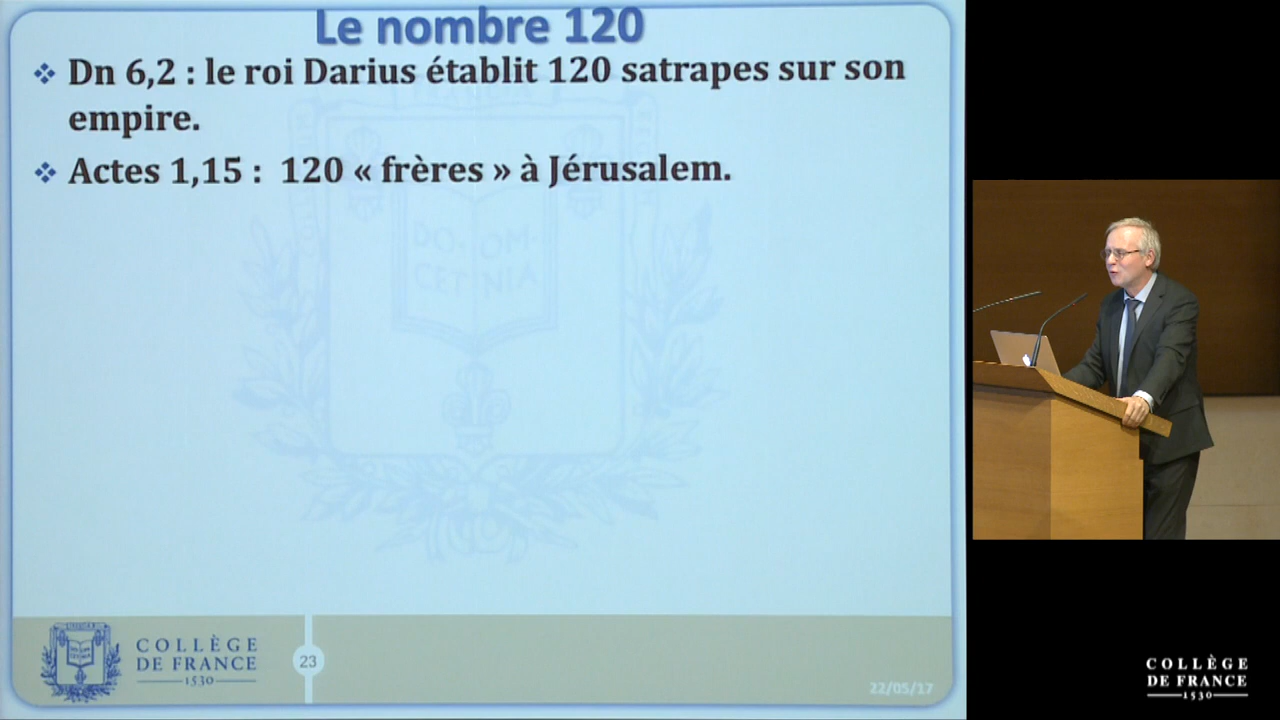 Le nombre 120
Dn 6,2 : le roi Darius établit 120 satrapes sur son
empire.
Actes 1,15 : 120 « frères » à Jérusalem.
COLLÈGE
DE FRANCE
1530
23
22/05/17
COLLÈGE
DE FRANCE
1530